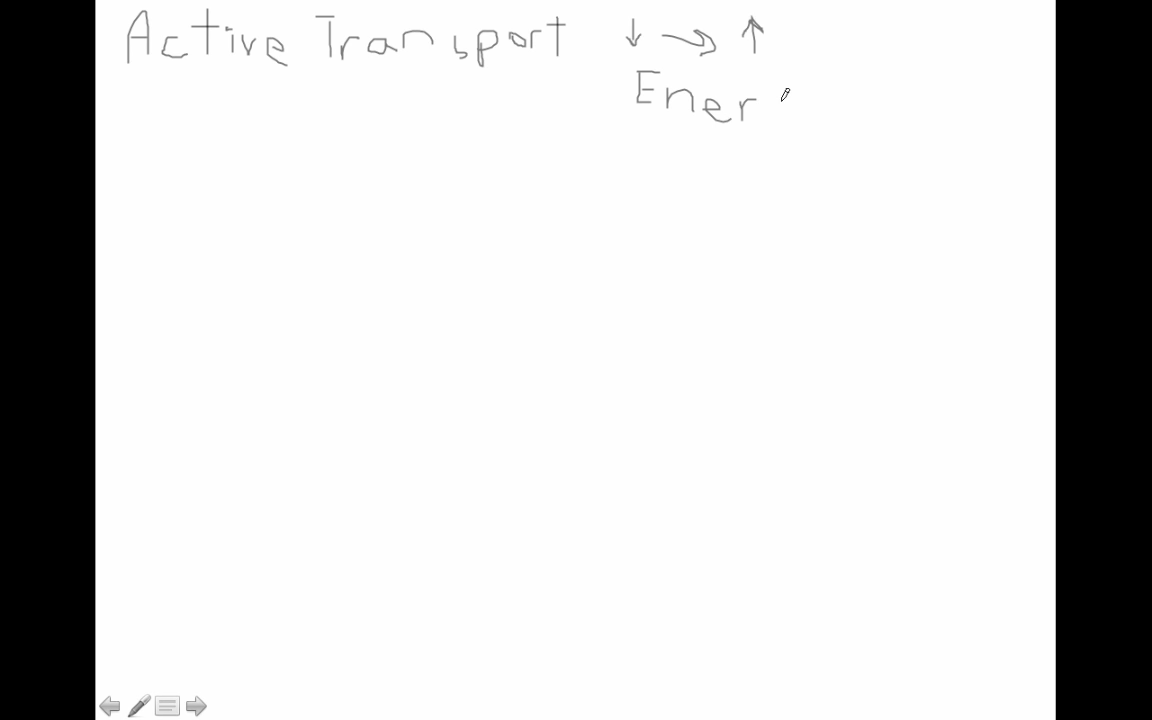 Active Transport ↓ → ↑
Ener